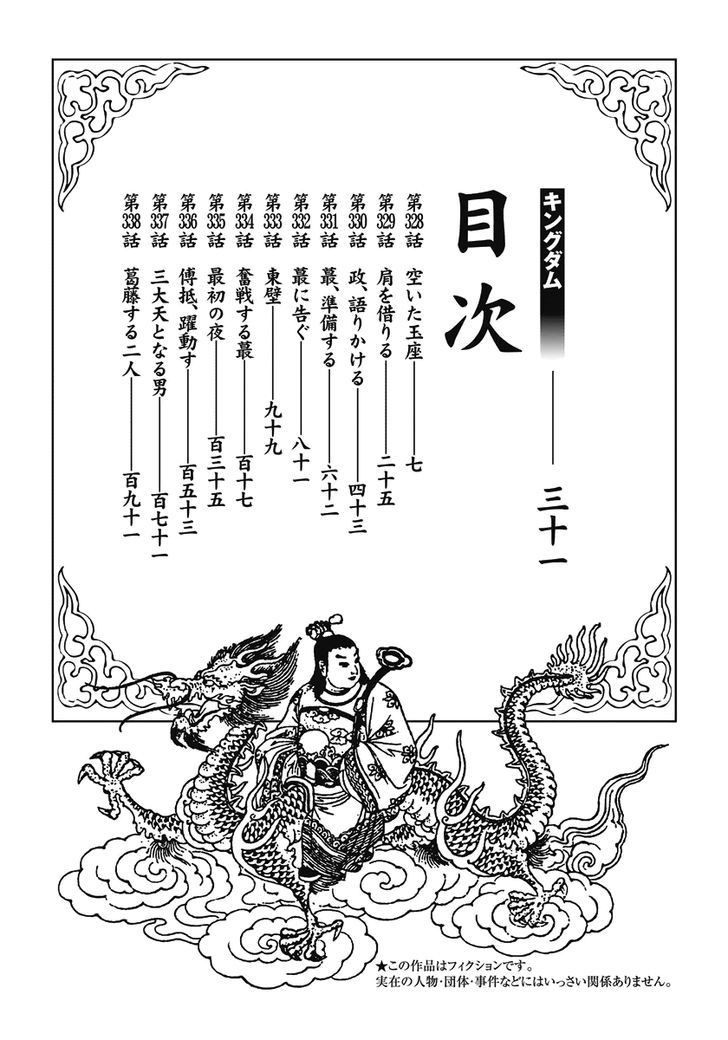 キングダム――三十一
目次
第328話 空いた玉座――七
第329話 肩を借りる――二十五
第330話 政、語りかける――四十三
第331話 蕞、準備する――六十二
第332話 蕞に告ぐ――八十一
第333話 東壁――九十九
第334話 奮戦する蕞――百十七
第335話 最初の夜――百三十五
第336話 傅抵、躍動す――百五十三
第337話 三大天となる男――百七十一
第338話 葛藤する二人――百九十一
★この作品はフィクションです。
実在の人物・団体・事件などにはいっさい関係ありません。